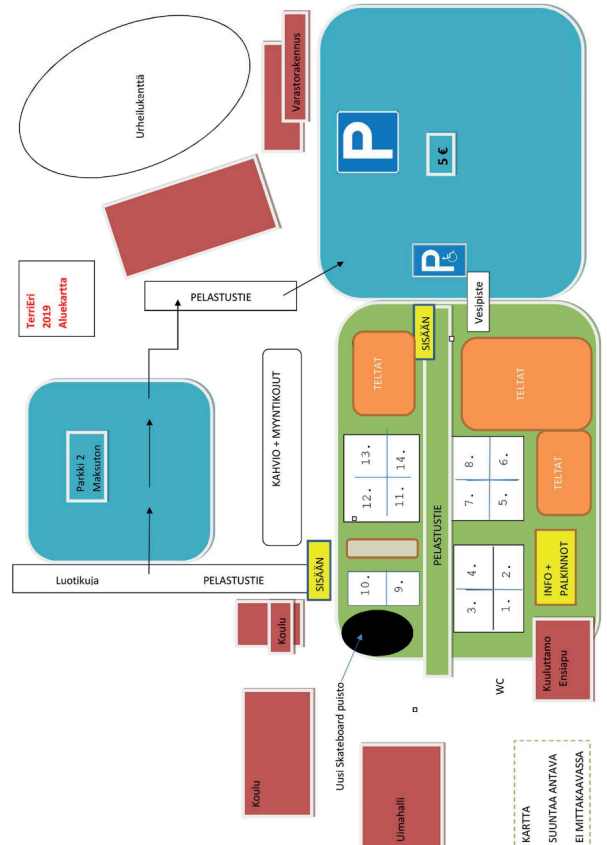 Urheilukenttä
Varastorakennus
P
5 €
TerriEri
2019
Aluekartta
PELASTUSTIE
P
Vesipiste
SISÄÄN
TELTAT
TELTAT
TELTAT
Parkki 2
Maksuton
KAHVIO + MYYNTIKOJUT
12. 13.
11. 14.
7. 8.
5. 6.
PELASTUSTIE
Luotikuja
PELASTUSTIE
SISÄÄN
10.
9.
3. 4.
1. 2.
INFO +
PALKINNOT
Koulu
Uusi Skateboard puisto
WC
Kuuluttamo
Ensiapu
Koulu
Uimahalli
KARTTA
SUUNTAA ANTAVA
EI MITTAKAAVASSA